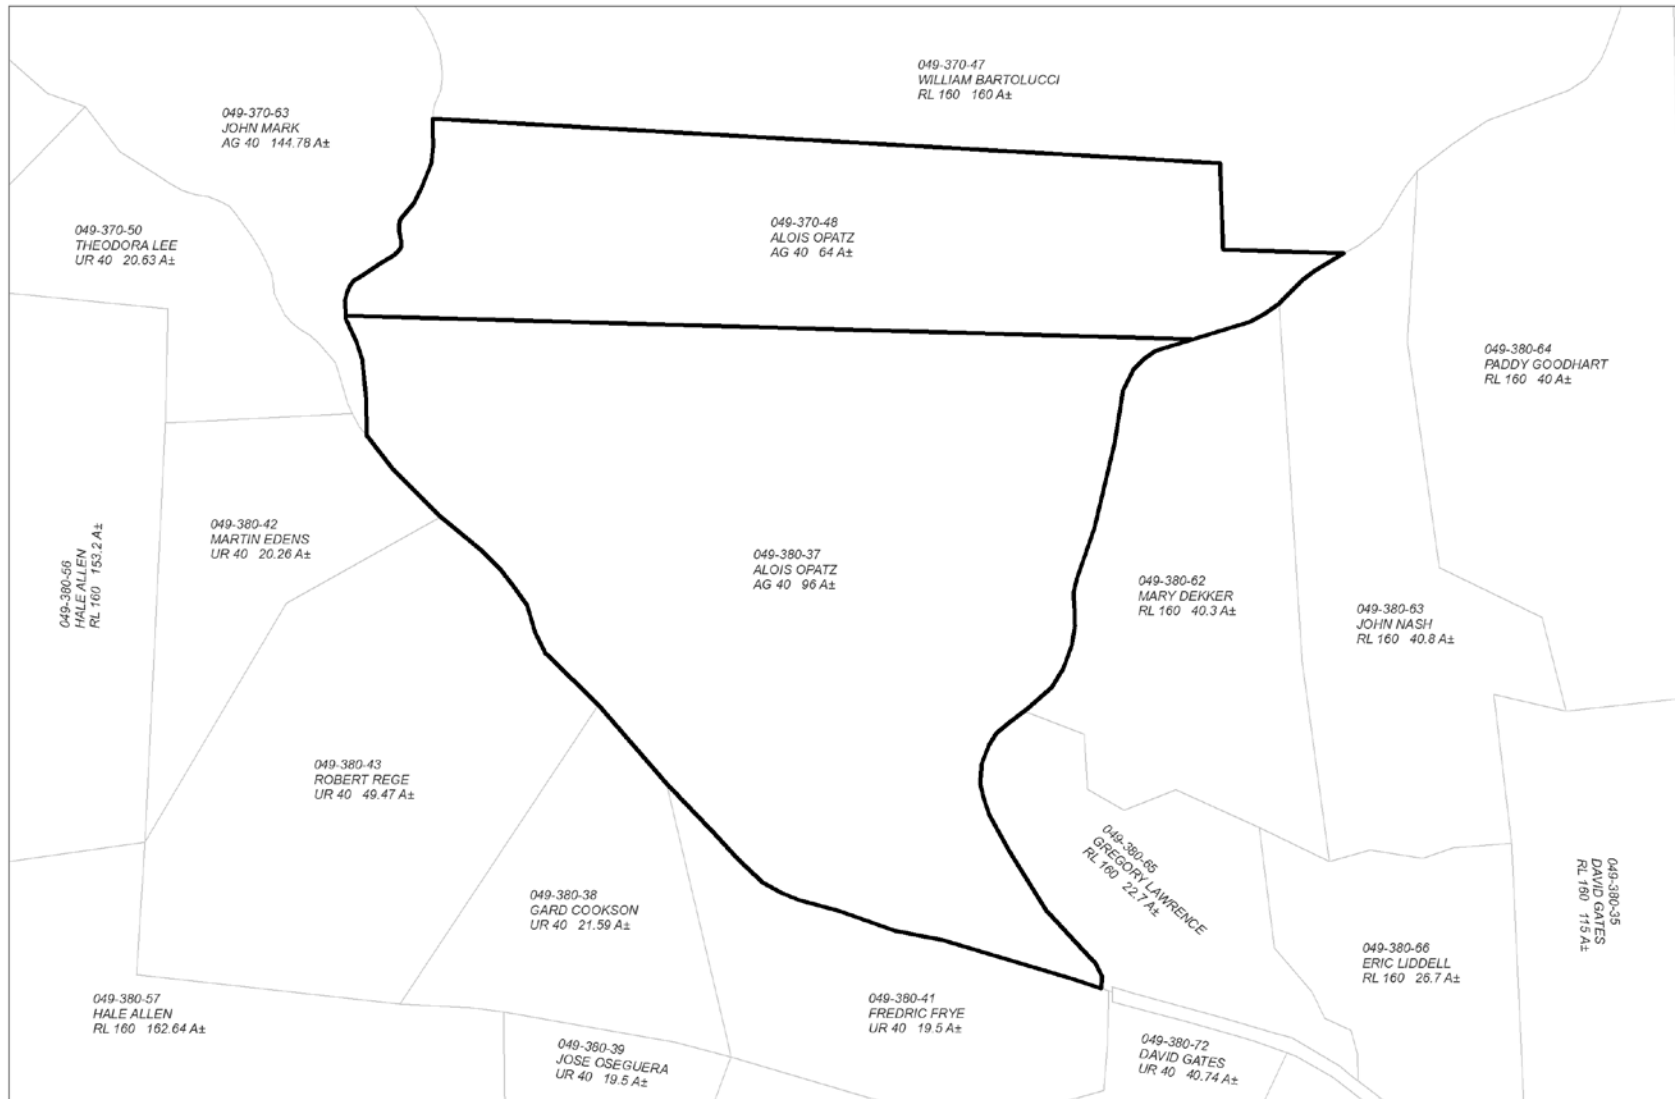 049-370-47
WILLIAM BARTOLUCCI
RL 160 160 A±
049-370-63
JOHN MARK
AG 40 144.78 A±
049-370-50
THEODORA LEE
UR 40 20.63 A±
049-370-48
ALOIS OPATZ
AG 40 64 A±
049-380-64
PADDY GOODHART
RL 160 40 A±
049-380-56
HALE ALLEN
RL 160 153.2 A±
049-380-42
MARTIN EDENS
UR 40 20.26 A±
049-380-37
ALOIS OPATZ
AG 40 96 A±
049-380-62
MARY DEKKER
RL 160 40.3 A±
049-380-63
JOHN NASH
RL 160 40.8 A±
049-380-43
ROBERT REGE
UR 40 49.47 A±
049-380-38
GARD COOKSON
UR 40 21.59 A±
049-380-65
GREGORY LAWRENCE
RL 160 22.7 A±
049-380-35
DAVID GATES
RL 160 115 A±
049-380-66
ERIC LIDDELL
RL 160 26.7 A±
049-380-57
HALE ALLEN
RL 160 162.64 A±
049-380-41
FREDRIC FRYE
UR 40 19.5 A±
049-380-39
JOSE OSEGUERA
UR 40 19.5 A±
049-380-72
DAVID GATES
UR 40 40.74 A±